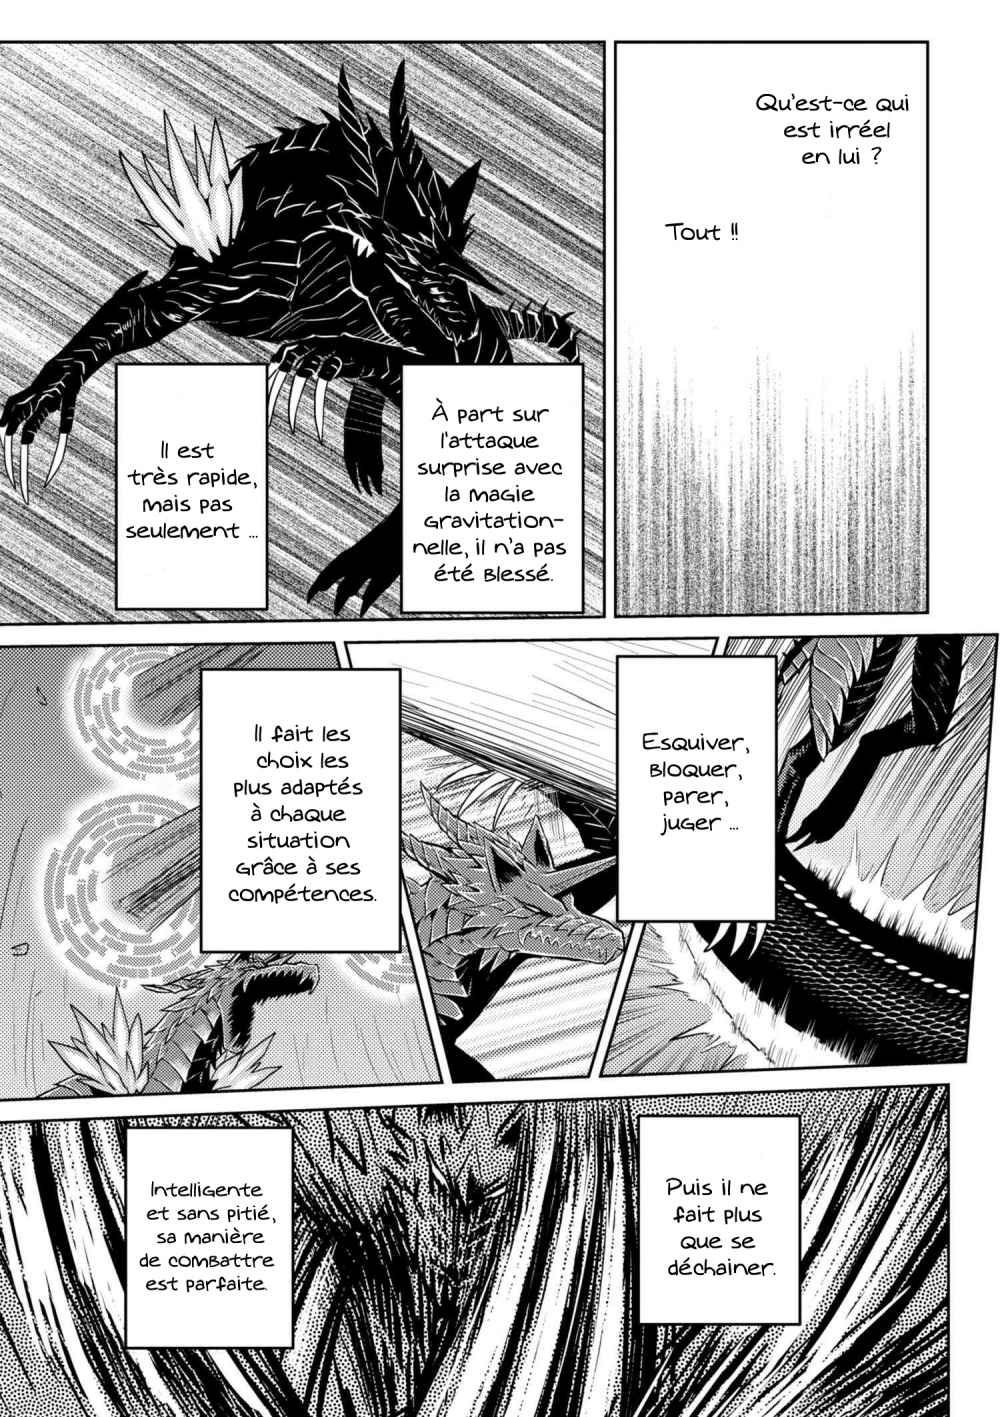 Qu'est-ce qui
est irréel
en lui ?
Tout !!
À part sur
l'attaque
surprise avec
la magie
gravitation-
nelle, il n'a pas
été blessé.
Il est
très rapide,
mais pas
seulement ...
Esquiver,
bloquer,
parer,
juger ...
Il fait les
choix les
plus adaptés
à chaque
situation
grâce à ses
compétences.
Puis il ne
fait plus
que se
déchainer.
Intelligente
et sans pitié,
sa manière
de combattre
est parfaite.